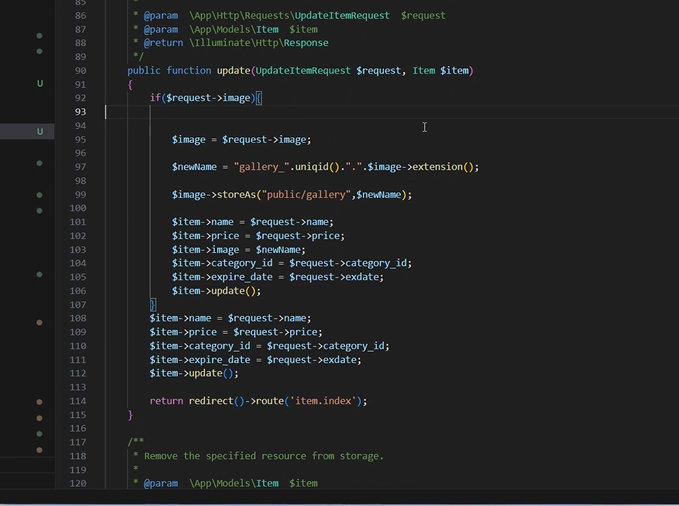 85 *
86 * @param \App\Http\Requests\UpdateItemRequest $request
87 * @param \App\Models\Item $item
88 * @return \Illuminate\Http\Response
89 */
90 public function update(UpdateItemRequest $request, Item $item)
91 {
92 if($request->image){
93
94
95 $image = $request->image;
96
97 $newName = "gallery_".uniqid().".".$image->extension();
98
99 $image->storeAs("public/gallery",$newName);
100
101 $item->name = $request->name;
102 $item->price = $request->price;
103 $item->image = $newName;
104 $item->category_id = $request->category_id;
105 $item->expire_date = $request->exdate;
106 $item->update();
107 }
108 $item->name = $request->name;
109 $item->price = $request->price;
110 $item->category_id = $request->category_id;
111 $item->expire_date = $request->exdate;
112 $item->update();
113
114 return redirect()->route('item.index');
115 }
116
117 /**
118 * Remove the specified resource from storage.
119 *
120 * @param \App\Models\Item $item
U
U